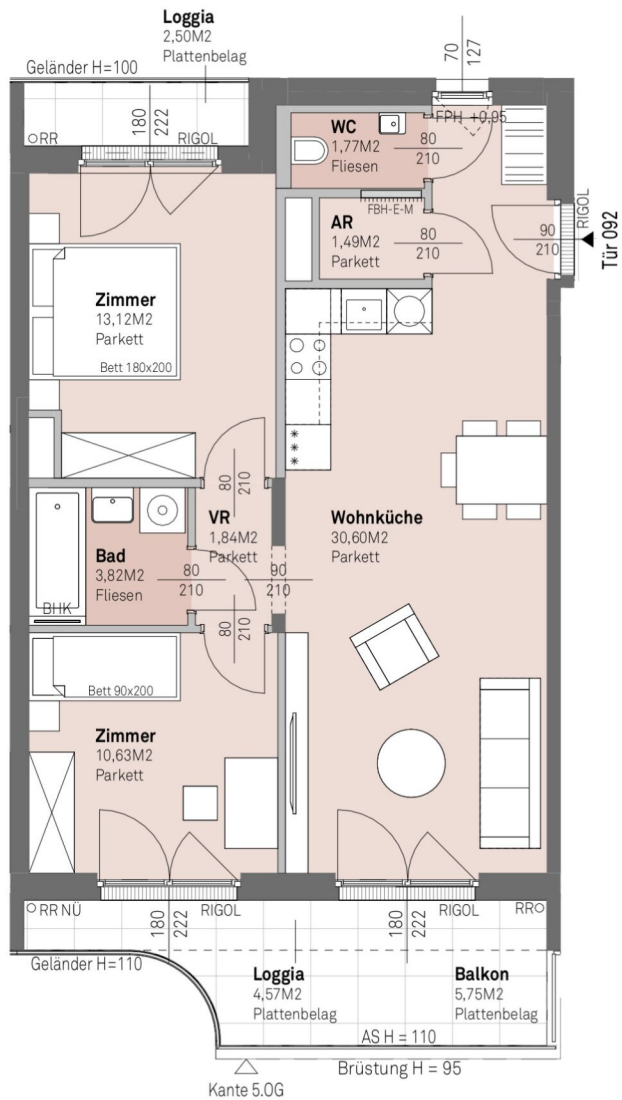 Loggia
2,50M2
Plattenbelag
Geländer H=100
70
127
180
222
RR
RIGOL
WC
1,77M2
Fliesen
80
210
FPH +0,95
FBH-E-M
AR
1,49M2
Parkett
80
210
90
210
RIGOL
Tür 092
Zimmer
13,12M2
Parkett
Bett 180x200
80
210
VR
1,84M2
Parkett
Wohnküche
30,60M2
Parkett
Bad
3,82M2
Fliesen
80
210
90
210
BHK
80
210
Bett 90x200
Zimmer
10,63M2
Parkett
RR NÜ
180
222
RIGOL
180
222
RIGOL
RR
Geländer H=110
Loggia
4,57M2
Plattenbelag
Balkon
5,75M2
Plattenbelag
AS H = 110
Brüstung H = 95
Kante 5.OG